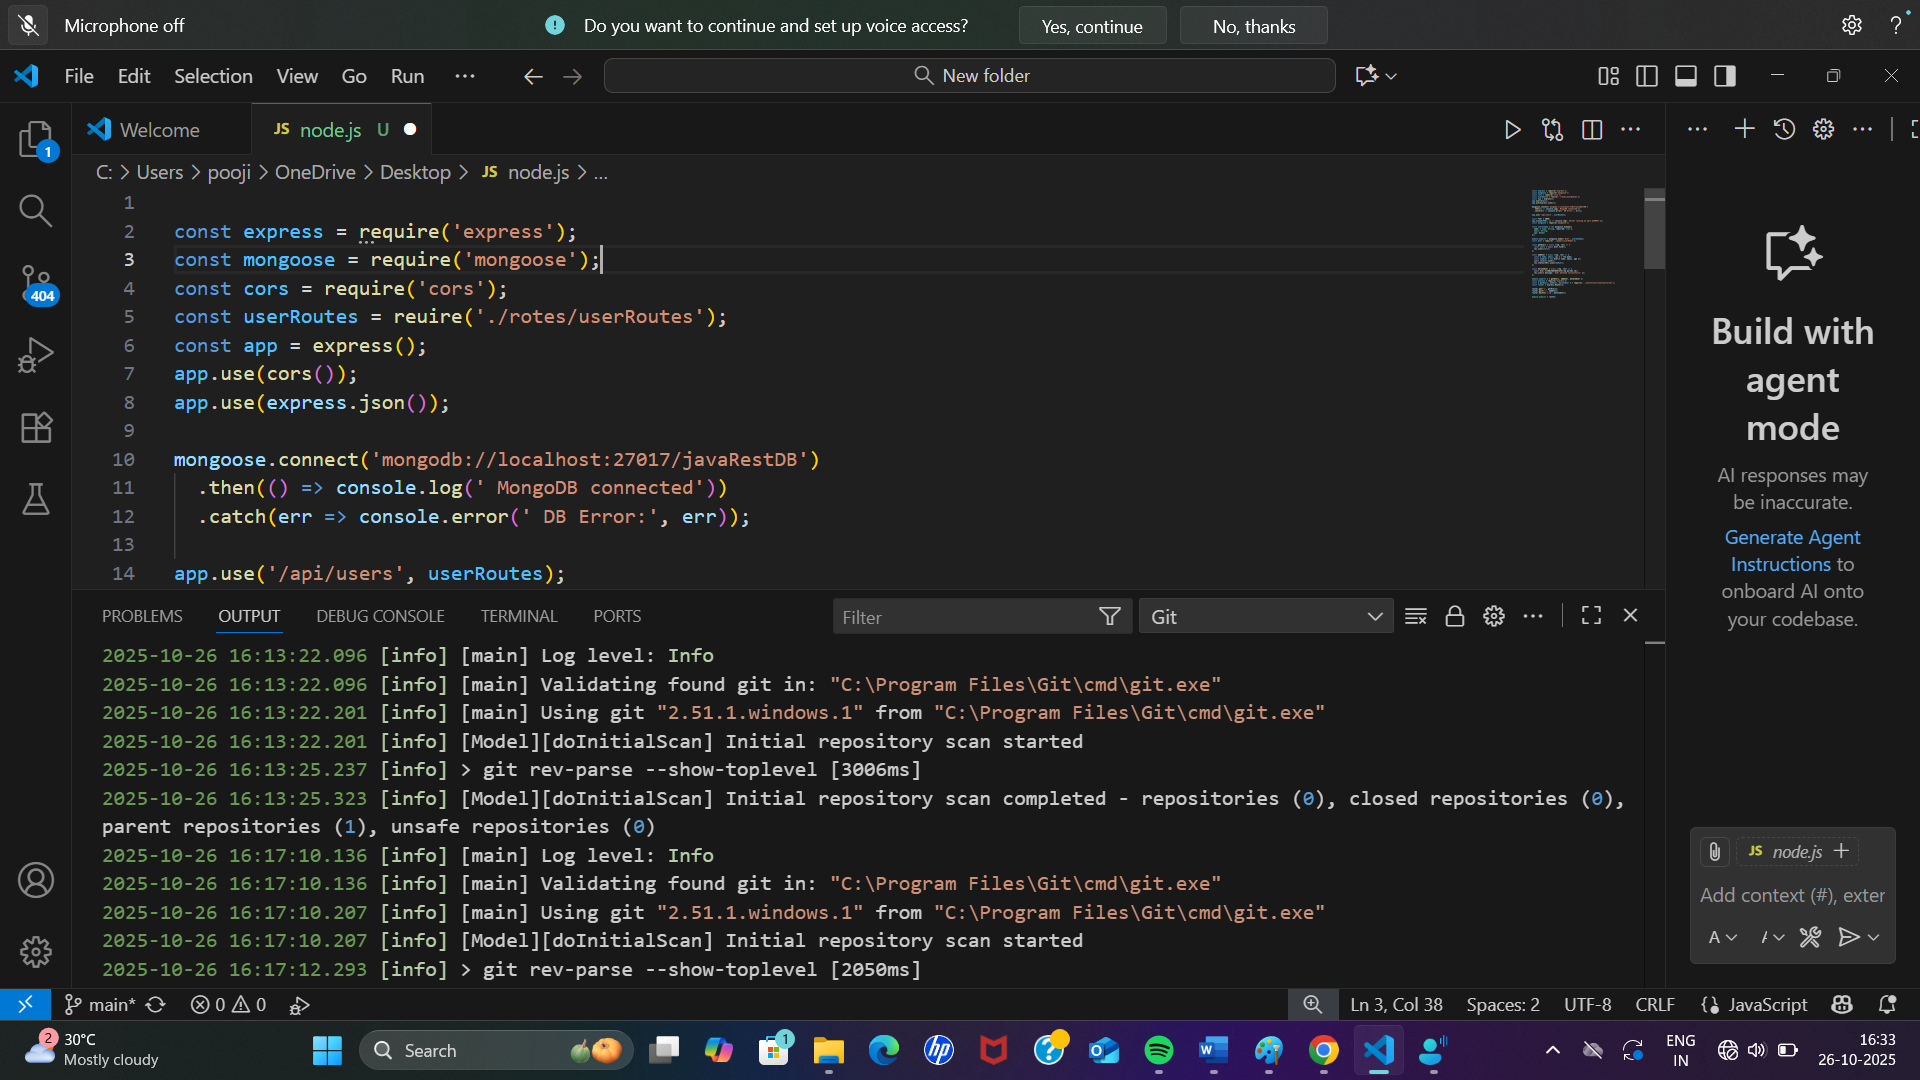 Microphone off
Do you want to continue and set up voice access?
Yes, continue
No, thanks
File Edit Selection View Go Run
New folder
Welcome
JS node.js U
C: > Users > pooji > OneDrive > Desktop > JS node.js > ...
1
2 const express = require('express');
3 const mongoose = require('mongoose');
4 const cors = require('cors');
5 const userRoutes = reuire('./rotes/userRoutes');
6 const app = express();
7 app.use(cors());
8 app.use(express.json());
9
10 mongoose.connect('mongodb://localhost:27017/javaRestDB')
11 .then(() => console.log(' MongoDB connected'))
12 .catch(err => console.error(' DB Error:', err));
13
14 app.use('/api/users', userRoutes);
1
404
Build with
agent
mode
AI responses may
be inaccurate.
Generate Agent
Instructions to
onboard AI onto
your codebase.
PROBLEMS OUTPUT DEBUG CONSOLE TERMINAL PORTS
Filter
Git
2025-10-26 16:13:22.096 [info] [main] Log level: Info
2025-10-26 16:13:22.096 [info] [main] Validating found git in: "C:\Program Files\Git\cmd\git.exe"
2025-10-26 16:13:22.201 [info] [main] Using git "2.51.1.windows.1" from "C:\Program Files\Git\cmd\git.exe"
2025-10-26 16:13:22.201 [info] [Model][doInitialScan] Initial repository scan started
2025-10-26 16:13:25.237 [info] > git rev-parse --show-toplevel [3006ms]
2025-10-26 16:13:25.323 [info] [Model][doInitialScan] Initial repository scan completed - repositories (0), closed repositories (0),
parent repositories (1), unsafe repositories (0)
2025-10-26 16:17:10.136 [info] [main] Log level: Info
2025-10-26 16:17:10.136 [info] [main] Validating found git in: "C:\Program Files\Git\cmd\git.exe"
2025-10-26 16:17:10.207 [info] [main] Using git "2.51.1.windows.1" from "C:\Program Files\Git\cmd\git.exe"
2025-10-26 16:17:10.207 [info] [Model][doInitialScan] Initial repository scan started
2025-10-26 16:17:12.293 [info] > git rev-parse --show-toplevel [2050ms]
JS node.js +
Add context (#), exter
A
main* 0 0
Ln 3, Col 38
Spaces: 2
UTF-8
CRLF
{} JavaScript
2
30°C
Mostly cloudy
Search
1
ENG
IN
16:33
26-10-2025